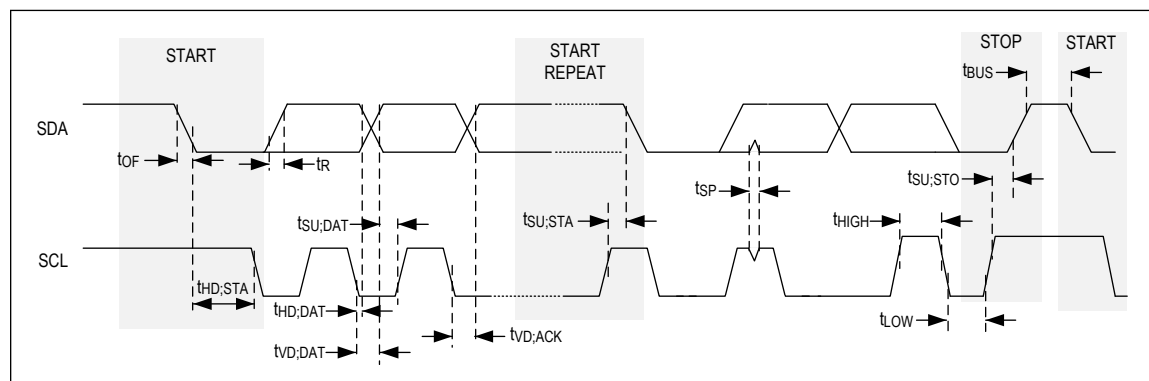 START
START
REPEAT
STOP
START
tBUS
SDA
tOF
tR
tSP
tSU;STO
tSU;DAT
tSU;STA
tHIGH
SCL
tHD;STA
tHD;DAT
tVD;DAT
tVD;ACK
tLOW